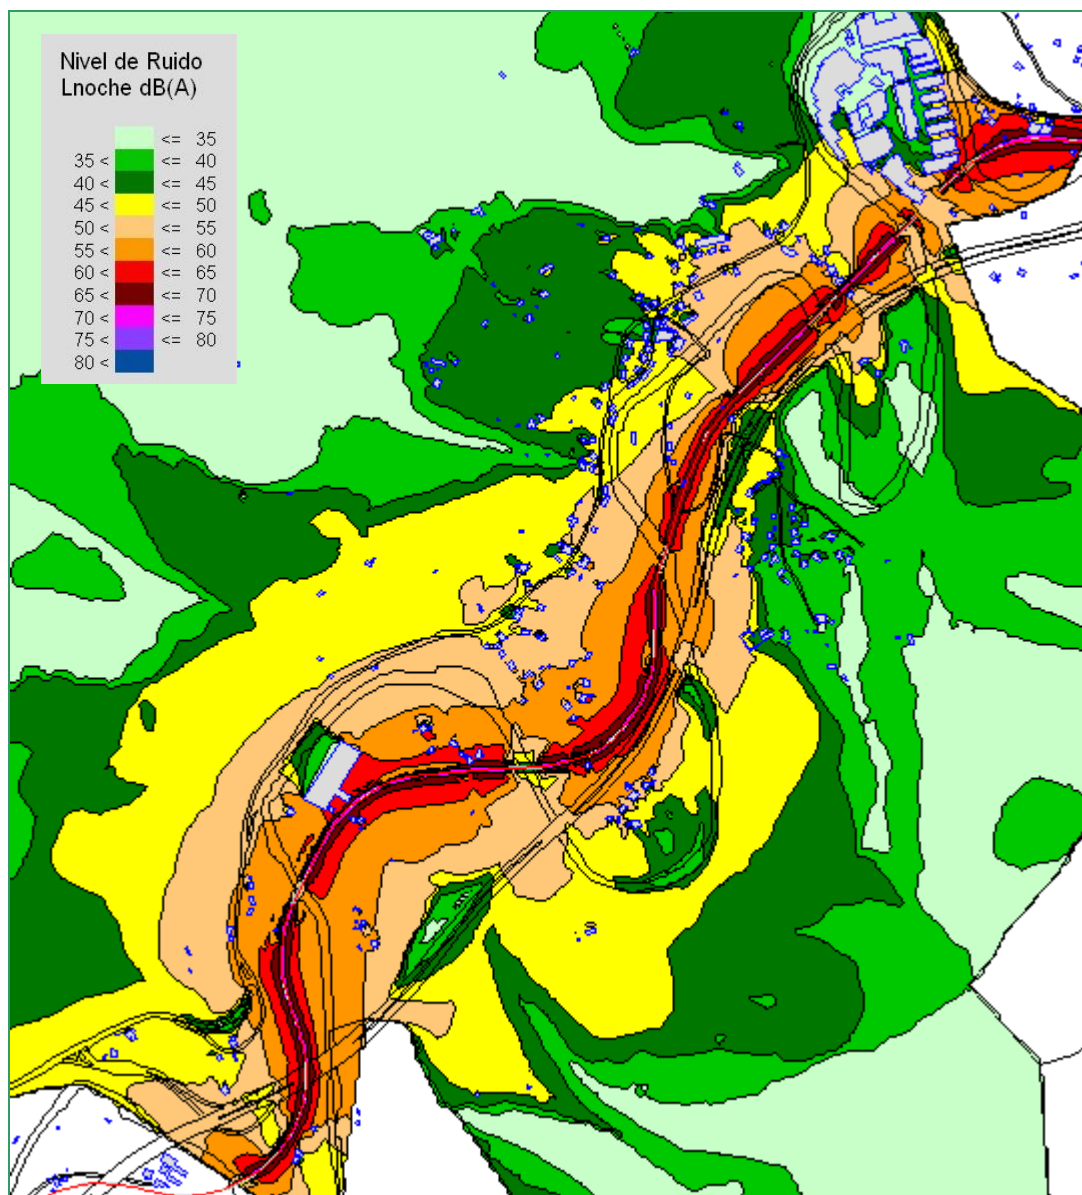 Nivel de Ruido
Lnoche dB(A)
<= 35
35 < <= 40
40 < <= 45
45 < <= 50
50 < <= 55
55 < <= 60
60 < <= 65
65 < <= 70
70 < <= 75
75 < <= 80
80 <